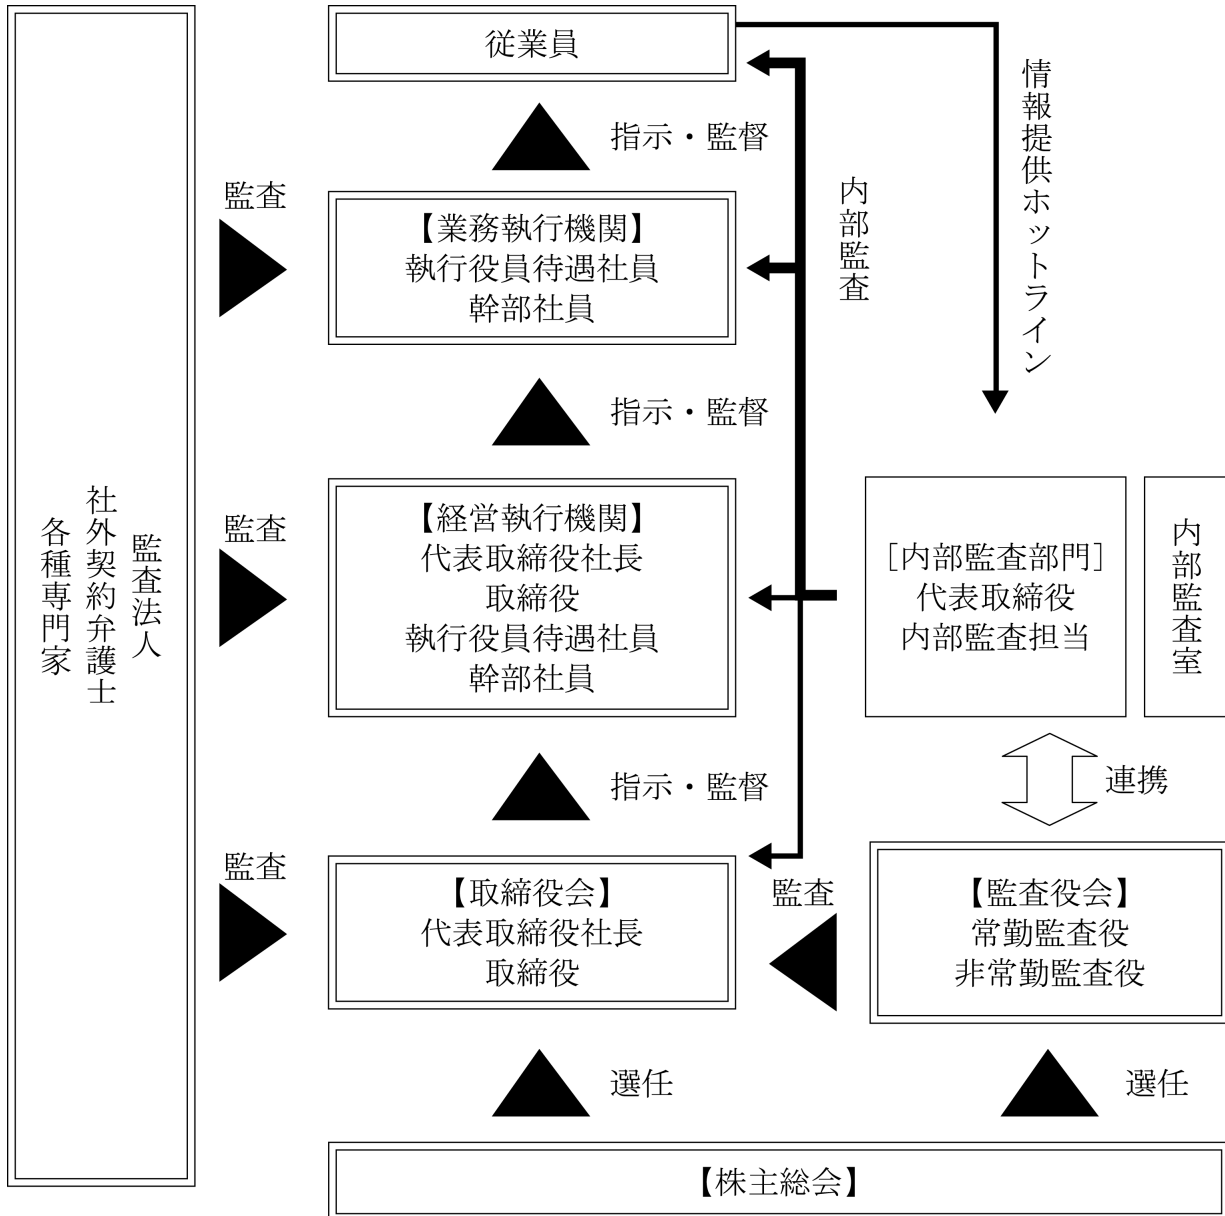 従業員
指示・監督
監査
【業務執行機関】
執行役員待遇社員
幹部社員
内部監査
情報提供ホットライン
指示・監督
監査法人
社外契約弁護士
各種専門家
監査
【経営執行機関】
代表取締役社長
取締役
執行役員待遇社員
幹部社員
[内部監査部門]
代表取締役
内部監査担当
内部監査室
指示・監督
連携
監査
【取締役会】
代表取締役社長
取締役
監査
【監査役会】
常勤監査役
非常勤監査役
選任
選任
【株主総会】